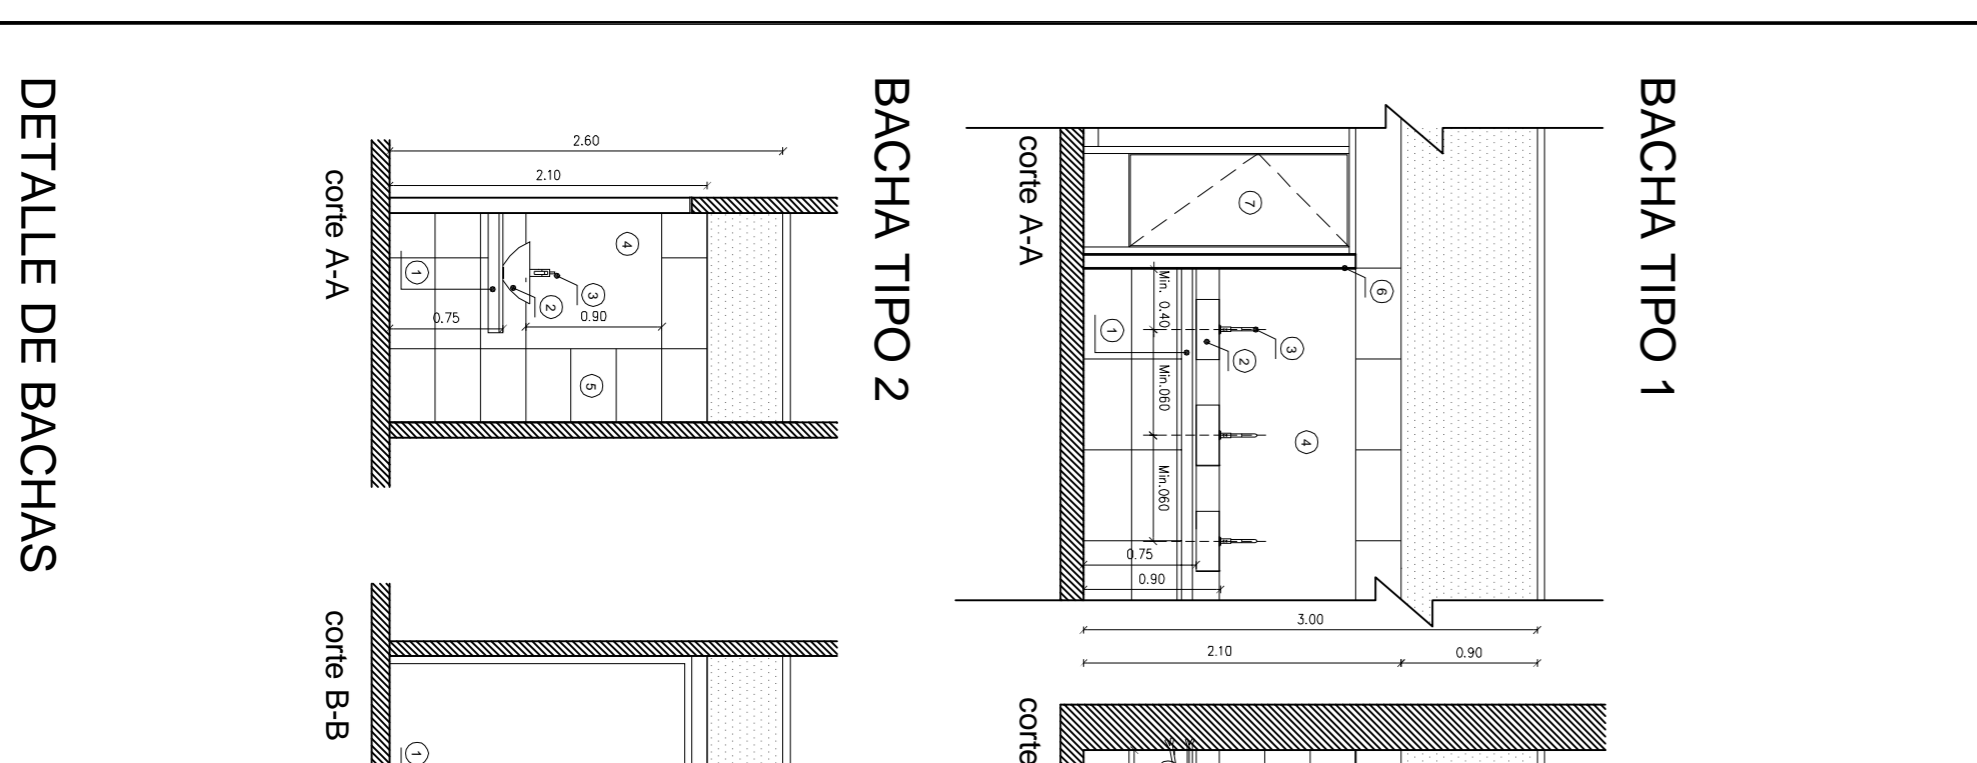 BACHA TIPO 1
7
6
Min. 0.40
1
3
2
Min.060
4
Min.060
0.75
0.90
3.00
2.10
0.90
corte A-A
corte
BACHA TIPO 2
2.60
2.10
4
1
3
2
0.75
0.90
5
corte A-A
1
corte B-B
DETALLE DE BACHAS